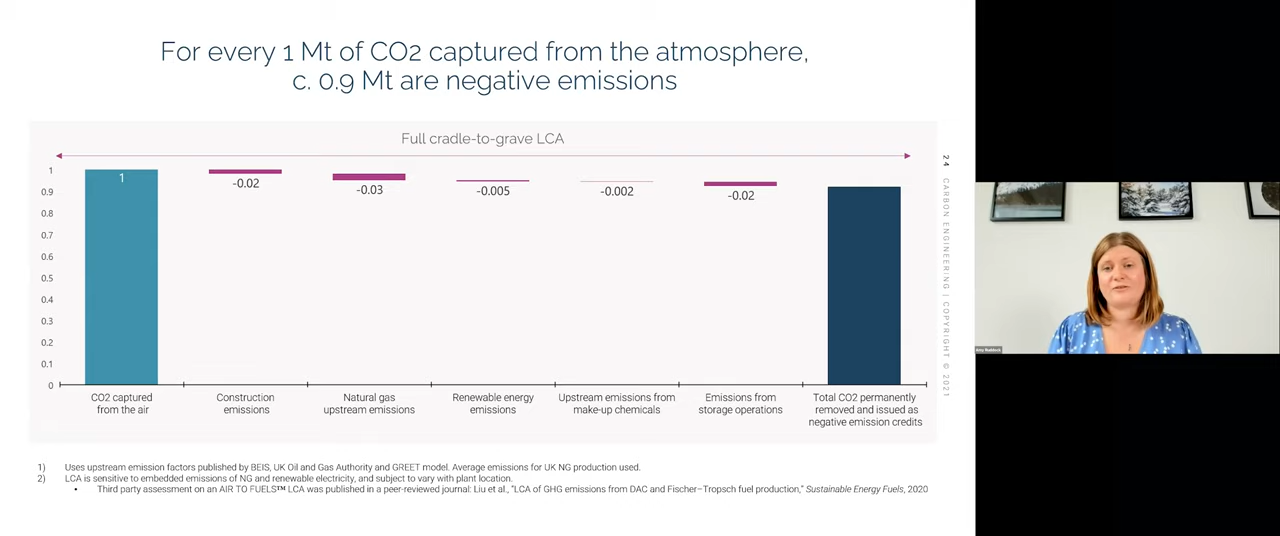 For every 1 Mt of CO2 captured from the atmosphere,
c. 0.9 Mt are negative emissions
Full cradle-to-grave LCA
1
0.9
0.8
0.7
0.6
0.5
0.4
0.3
0.2
0.1
0
1
-0.02
-0.03
-0.005
-0.002
-0.02
CO2 captured
from the air
Construction
emissions
Natural gas
upstream emissions
Renewable energy
emissions
Upstream emissions from
make-up chemicals
Emissions from
storage operations
Total CO2 permanently
removed and issued as
negative emission credits
1) Uses upstream emission factors published by BEIS, UK Oil and Gas Authority and GREET model. Average emissions for UK NG production used.
2) LCA is sensitive to embedded emissions of NG and renewable electricity, and subject to vary with plant location.
• Third party assessment on an AIR TO FUELS™ LCA was published in a peer-reviewed journal: Liu et al., "LCA of GHG emissions from DAC and Fischer–Tropsch fuel production," Sustainable Energy Fuels, 2020
24 CARBON ENGINEERING | COPYRIGHT © 2021
Amy Ruddock